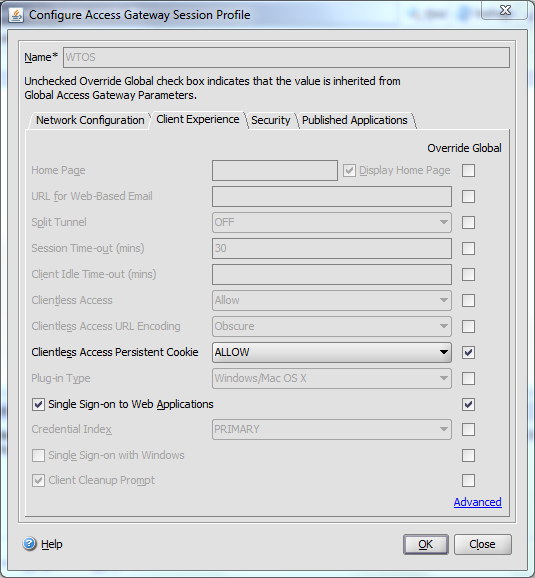 Configure Access Gateway Session Profile
Name* WTOS
Unchecked Override Global check box indicates that the value is inherited from
Global Access Gateway Parameters.
Network Configuration Client Experience Security Published Applications
Override Global
Home Page Display Home Page
URL for Web-Based Email
Split Tunnel OFF
Session Time-out (mins) 30
Client Idle Time-out (mins)
Clientless Access Allow
Clientless Access URL Encoding Obscure
Clientless Access Persistent Cookie ALLOW
Plug-in Type Windows/Mac OS X
Single Sign-on to Web Applications
Credential Index PRIMARY
Single Sign-on with Windows
Client Cleanup Prompt
Advanced
Help OK Close